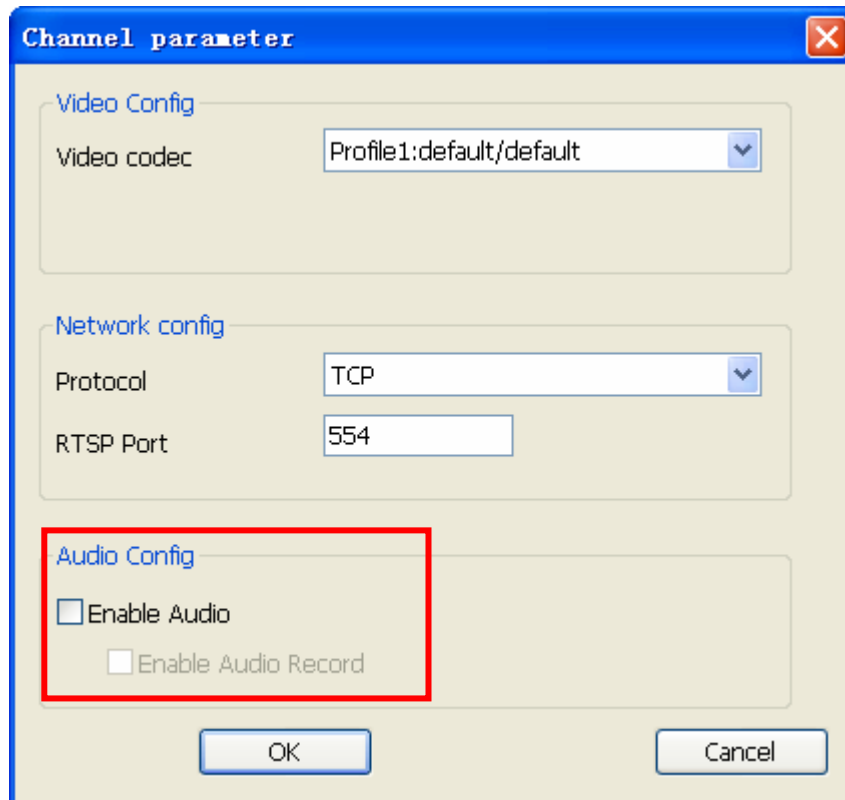 Channel parameter
Video Config
Video codec Profile1:default/default
Network config
Protocol TCP
RTSP Port 554
Audio Config
Enable Audio
Enable Audio Record
OK Cancel